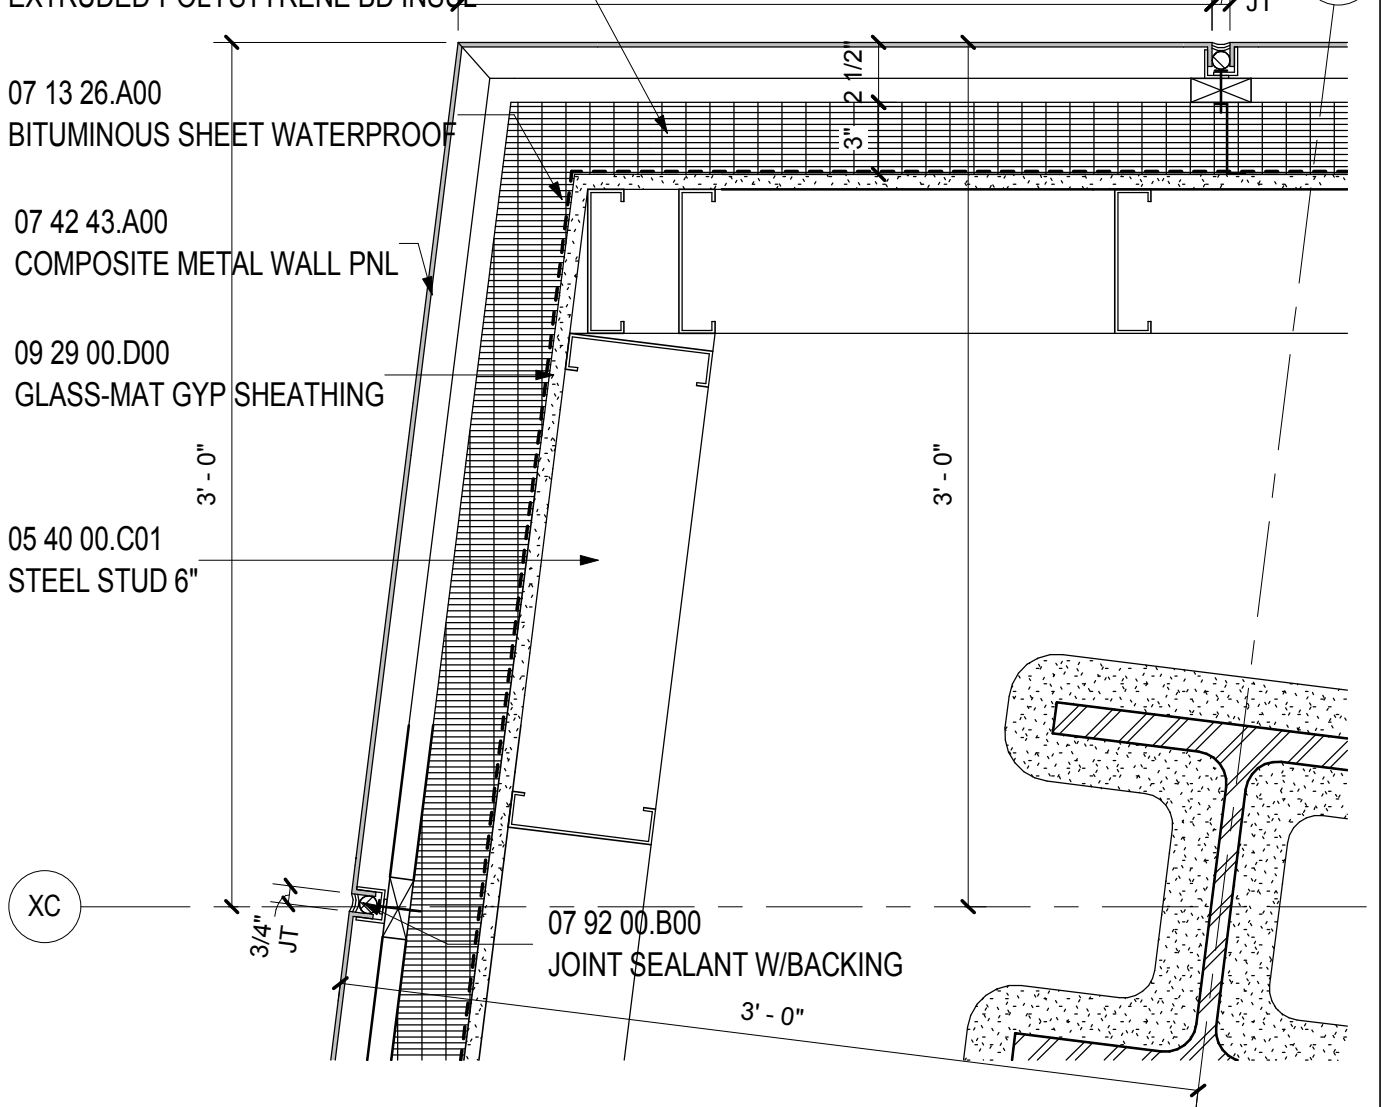 EXTRUDED POLYSTYRENE BD INSUL
JT
2 1/2"
07 13 26.A00
BITUMINOUS SHEET WATERPROOF
3"
07 42 43.A00
COMPOSITE METAL WALL PNL
09 29 00.D00
GLASS-MAT GYP SHEATHING
3' - 0"
3' - 0"
05 40 00.C01
STEEL STUD 6"
XC
3/4"
JT
07 92 00.B00
JOINT SEALANT W/BACKING
3' - 0"